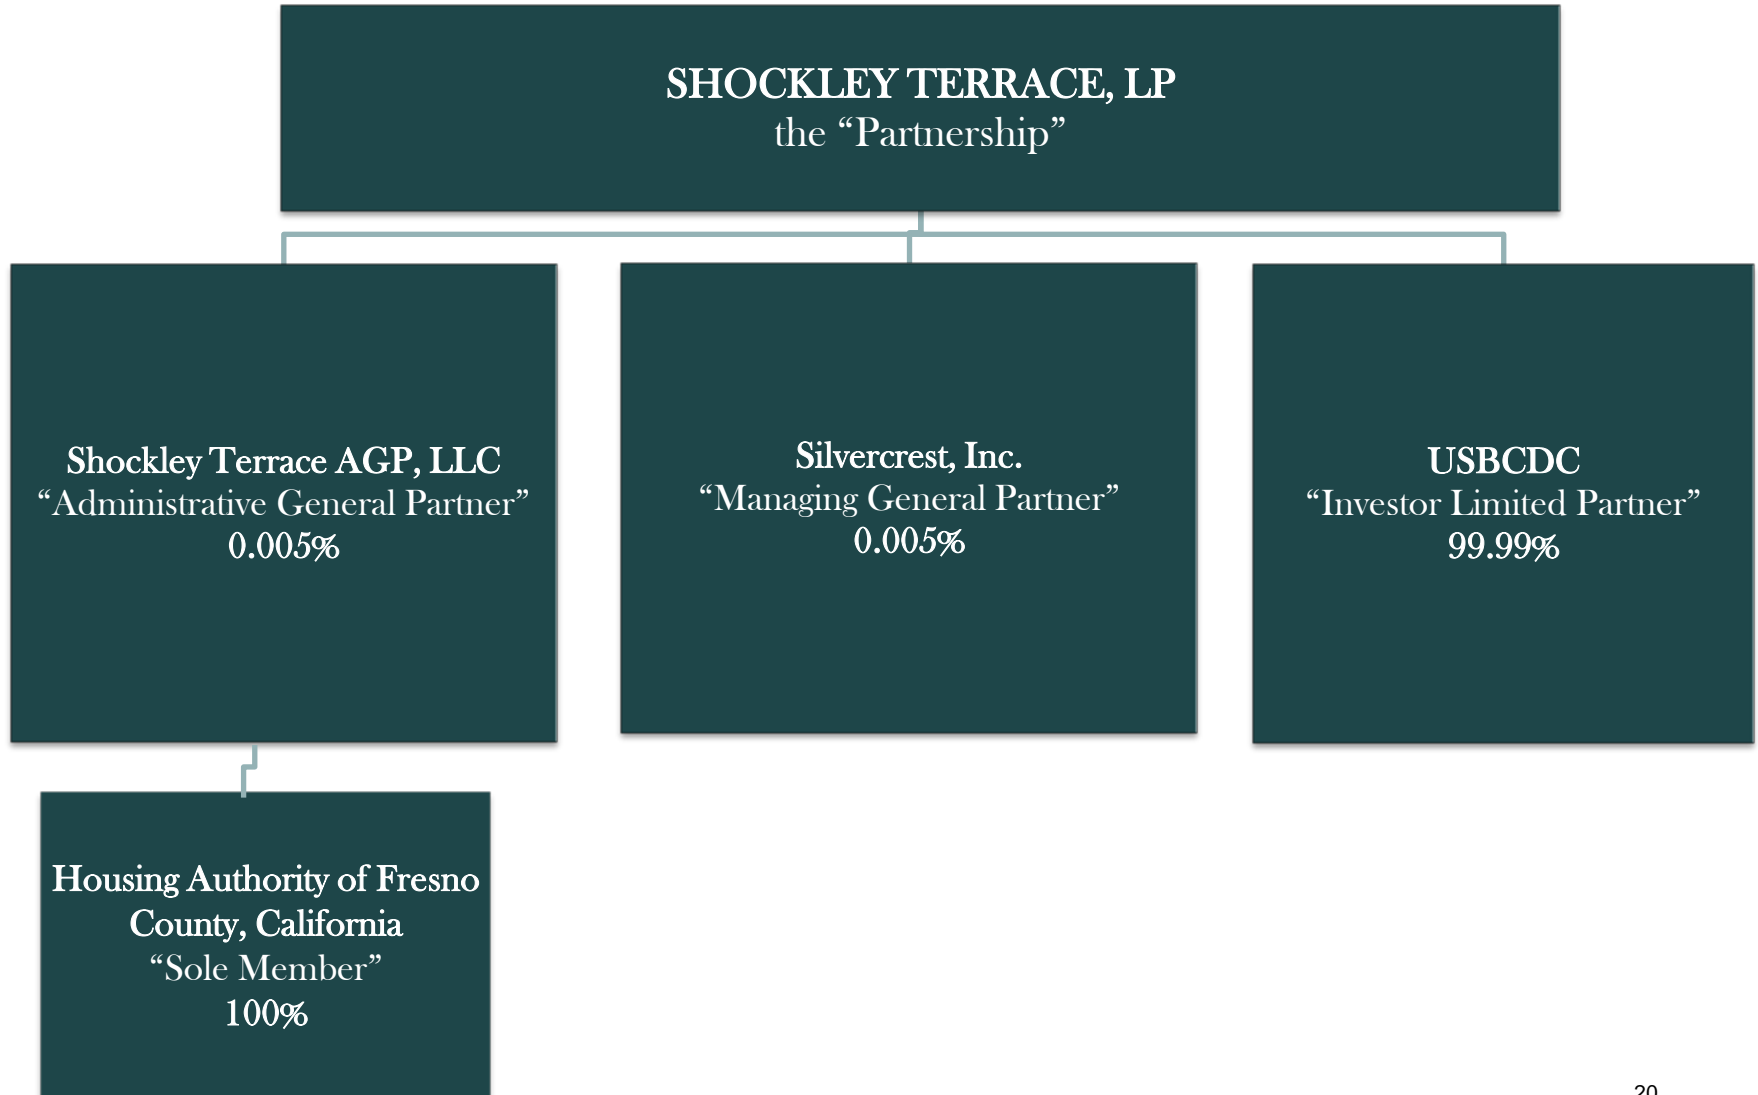 SHOCKLEY TERRACE, LP
the “Partnership”
Shockley Terrace AGP, LLC
“Administrative General Partner”
0.005%
Silvercrest, Inc.
“Managing General Partner”
0.005%
USBCDC
“Investor Limited Partner”
99.99%
Housing Authority of Fresno
County, California
“Sole Member”
100%
20